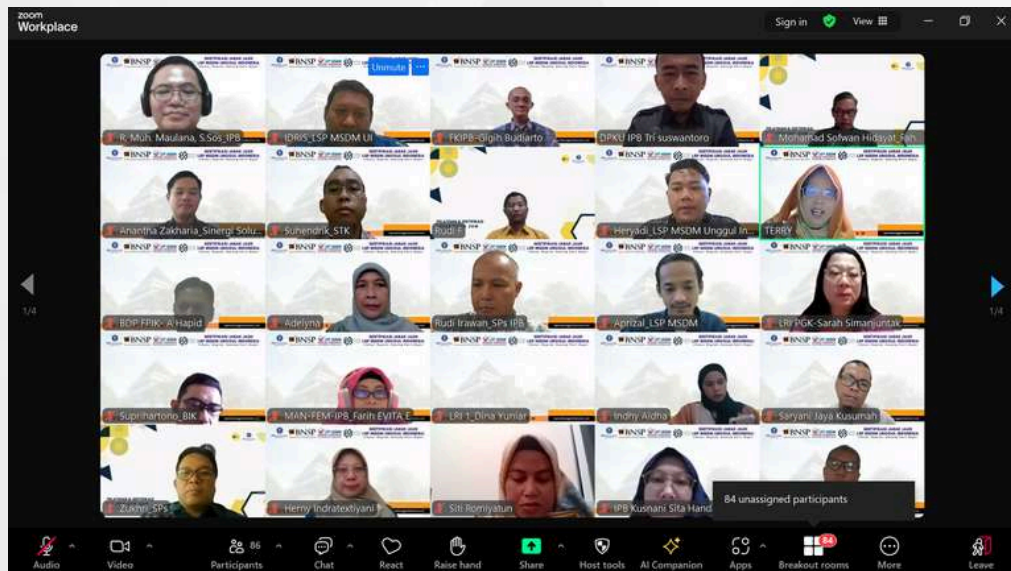 zoom
Workplace
Sign in
View
Unmute
BNSP
R. Muh. Maulana, S.Sos_IPB
IDRIS_LSP MSDM UI
FKIPB-Gigih Budiarto
DPKU IPB Tri suswantoro
Mohamad Sofwan Hidayat_Fah
Anantha Zakharia_Sinergi Solu...
Suhendrik_STK
Rudi F
Heryadi_LSP MSDM Unggul In...
TERRY
BDP FPIK- A Hapid
Adelyna
Rudi Irawan_SPs IPB
Aprizal_LSP MSDM
LRI PGK-Sarah Simanjuntak
1/4
1/4
Suprihartono_BIK
MAN-FEM-IPB_Farih EVITA E
LRI 1_Dina Yuniar
Indhy Aidha
Saryani Jaya Kusumah
Zukhri_SPs
Herny Indratextiyani
Siti Romiyatun
IPB Kusnani Sita Hand
84 unassigned participants
Audio
Video
86
Participants
Chat
React
Raise hand
Share
Host tools
AI Companion
Apps
84
Breakout rooms
More
Leave